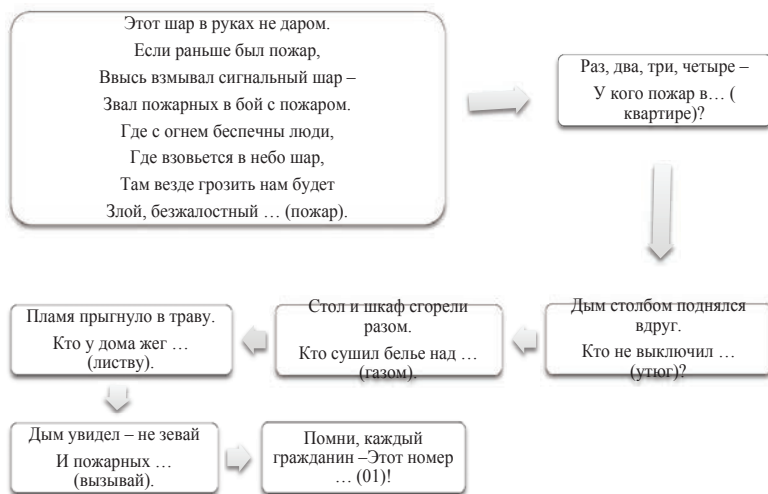 Этот шар в руках не даром.
Если раньше был пожар,
Ввысь взмывал сигнальный шар –
Звал пожарных в бой с пожаром.
Где с огнем беспечны люди,
Где взовьется в небо шар,
Там везде грозить нам будет
Злой, безжалостный … (пожар).
Раз, два, три, четыре –
У кого пожар в… (
квартире)?
Дым столбом поднялся
вдруг.
Кто не выключил …
(утюг)?
Стол и шкаф сгорели
разом.
Кто сушил белье над …
(газом).
Пламя прыгнуло в траву.
Кто у дома жег …
(листву).
Дым увидел – не зевай
И пожарных …
(вызывай).
Помни, каждый
гражданин –Этот номер
… (01)!